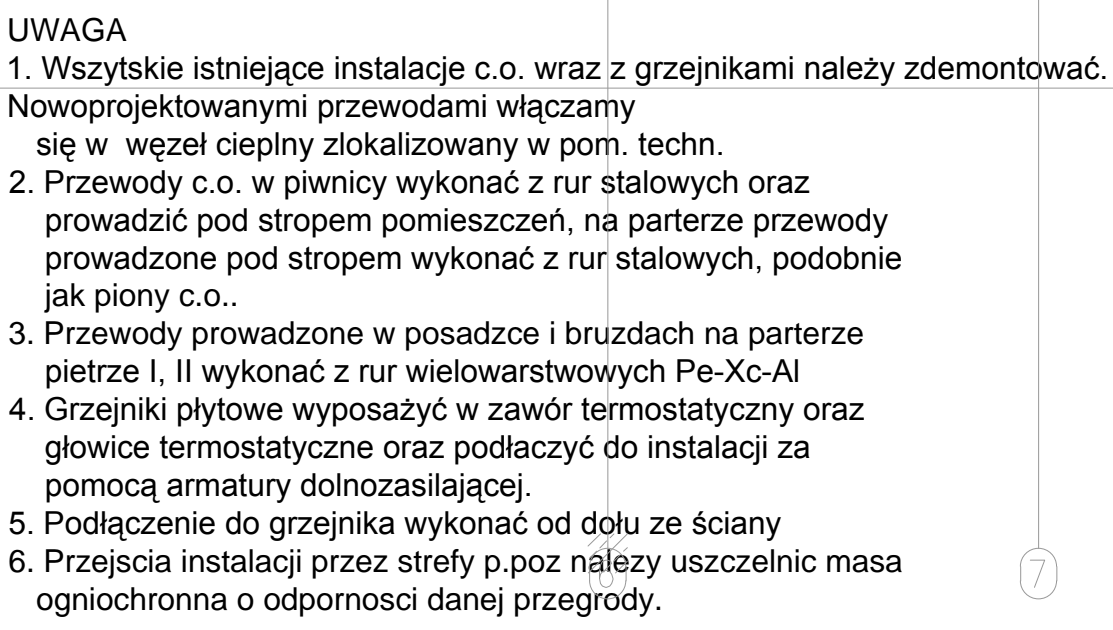 UWAGA
1. Wszytskie istniejące instalacje c.o. wraz z grzejnikami należy zdemontować.
Nowoprojektowanymi przewodami włączamy
się w węzeł cieplny zlokalizowany w pom. techn.
2. Przewody c.o. w piwnicy wykonać z rur stalowych oraz
prowadzić pod stropem pomieszczeń, na parterze przewody
prowadzone pod stropem wykonać z rur stalowych, podobnie
jak piony c.o..
3. Przewody prowadzone w posadzce i bruzdach na parterze
pietrze I, II wykonać z rur wielowarstwowych Pe-Xc-Al
4. Grzejniki płytowe wyposażyć w zawór termostatyczny oraz
głowice termostatyczne oraz podłaczyć do instalacji za
pomocą armatury dolnozasilającej.
5. Podłączenie do grzejnika wykonać od dołu ze ściany
6. Przejscia instalacji przez strefy p.poz nalezy uszczelnic masa
ogniochronna o odpornosci danej przegrody.
6
7